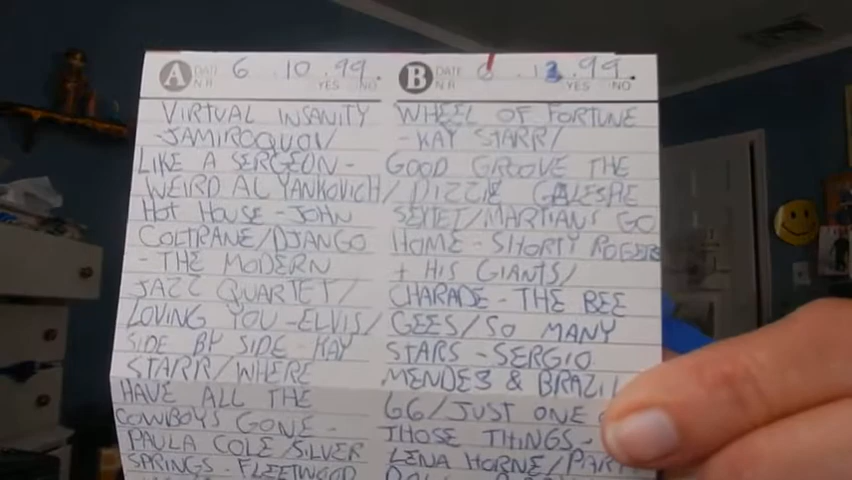 A DATE 6 .10 .99.
N.R YES NO
VIRTUAL INSANITY
-JAMIROQUOI/
LIKE A SERGEON -
WEIRD AL YANKOVICH/
HOT HOUSE - JOHN
COLTRANE/DJANGO
- THE MODERN
JAZZ QUARTET/
LOVING YOU - ELVIS/
SIDE BY SIDE - KAY
STARR/WHERE
HAVE ALL THE
COWBOYS GONE -
PAULA COLE/SILVER
SPRINGS - FLEETWOOD
B DATE 6 .12.99.
N.R YES NO
WHEEL OF FORTUNE
- KAY STARR/
GOOD GROOVE THE
DIZZIE GALESPIE
SEXTET/MARTIANS GO
HOME - SHORTY ROGERS
+ HIS GIANTS/
CHARADE - THE BEE
GEES/SO MANY
STARS - SERGIO
MENDES & BRAZIL
66/JUST ONE
THOSE THINGS -
LENA HORNE/